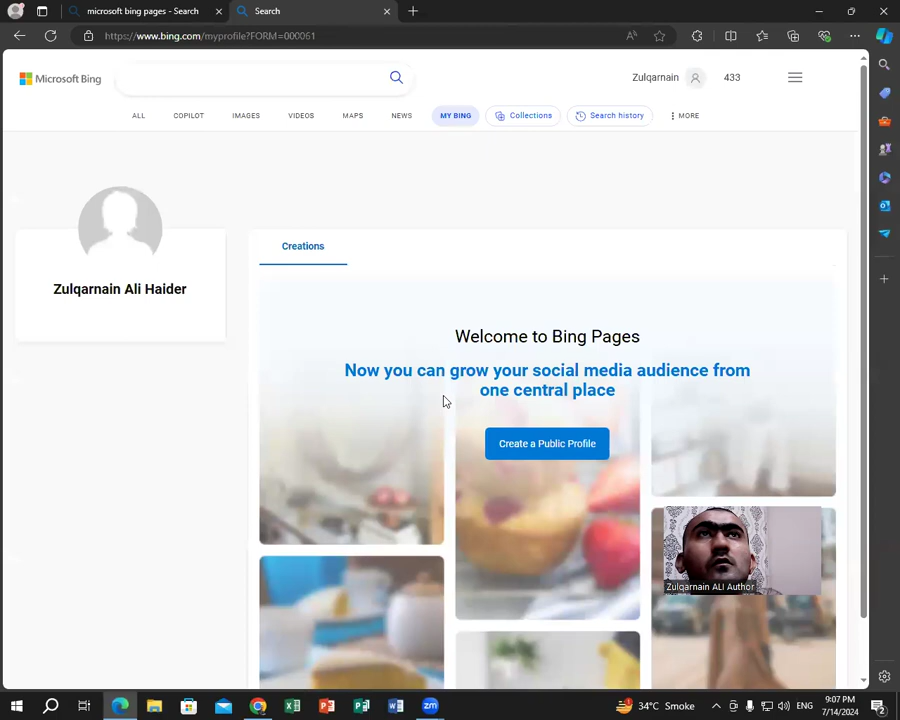 microsoft bing pages - Search
Search
https://www.bing.com/myprofile?FORM=000061
Microsoft Bing
Zulqarnain
433
ALL
COPILOT
IMAGES
VIDEOS
MAPS
NEWS
MY BING
Collections
Search history
MORE
Creations
Zulqarnain Ali Haider
Welcome to Bing Pages
Now you can grow your social media audience from
one central place
Create a Public Profile
Zulqarnain ALI Author
34°C Smoke
ENG
9:07 PM
7/14/2024
2